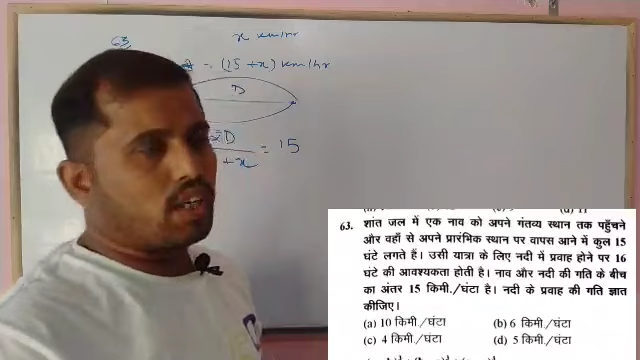 63,
x km/hr
= (15 + x) km/hr
D
2D
+ x = 15
63. शांत जल में एक नाव को अपने गंतव्य स्थान तक पहुँचने
और वहाँ से अपने प्रारंभिक स्थान पर वापस आने में कुल 15
घंटे लगते हैं। उसी यात्रा के लिए नदी में प्रवाह होने पर 16
घंटे की आवश्यकता होती है। नाव और नदी की गति के बीच
का अंतर 15 किमी./घंटा है। नदी के प्रवाह की गति ज्ञात
कीजिए।
(a) 10 किमी./घंटा (b) 6 किमी./घंटा
(c) 4 किमी./घंटा (d) 5 किमी./घंटा